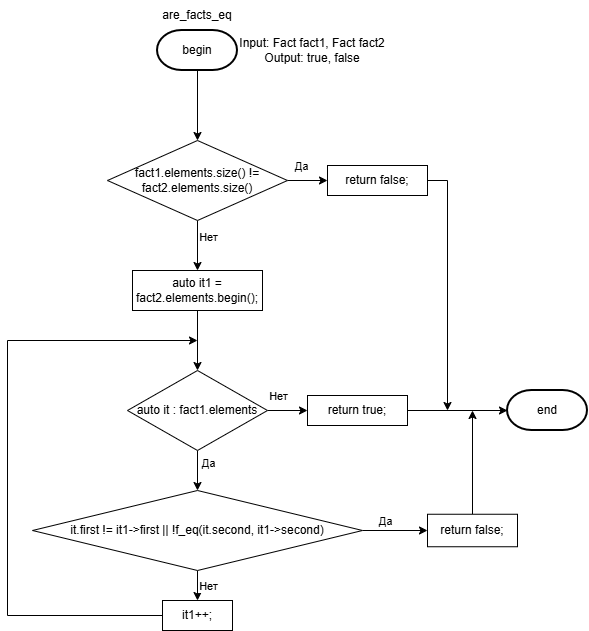 are_facts_eq
begin
Input: Fact fact1, Fact fact2
Output: true, false
fact1.elements.size() !=
fact2.elements.size()
Да
return false;
Нет
auto it1 =
fact2.elements.begin();
auto it : fact1.elements
Нет
return true;
end
Да
it.first != it1->first || !f_eq(it.second, it1->second)
Да
return false;
Нет
it1++;